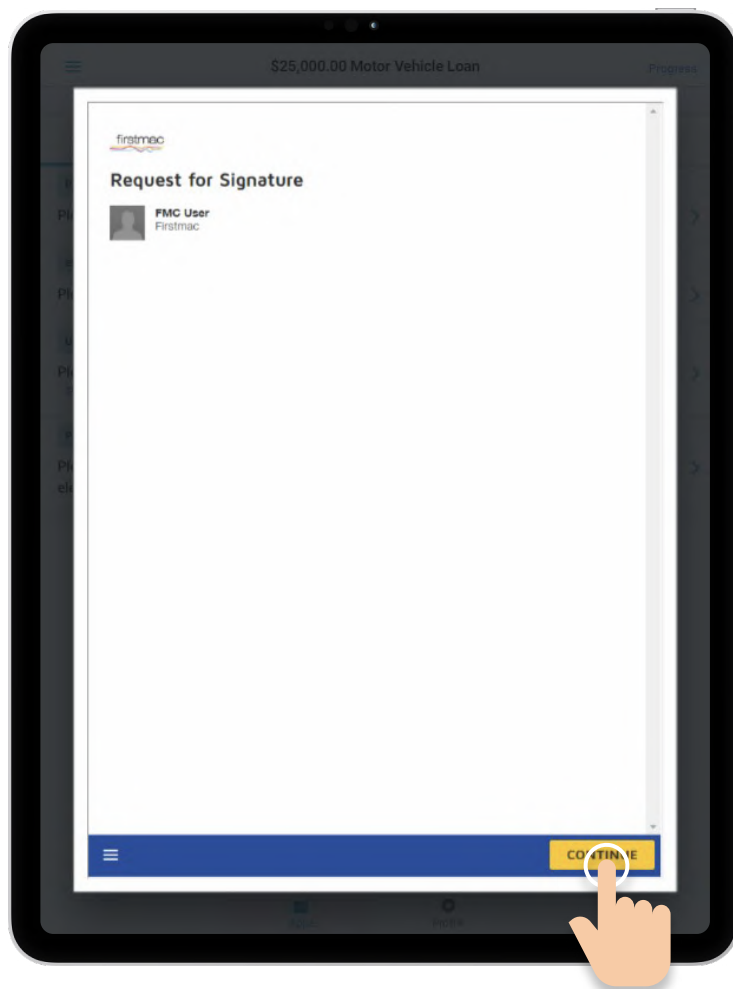 $25,000.00 Motor Vehicle Loan
Progress
firstmac
Request for Signature
FMC User
Firstmac
CONTINUE